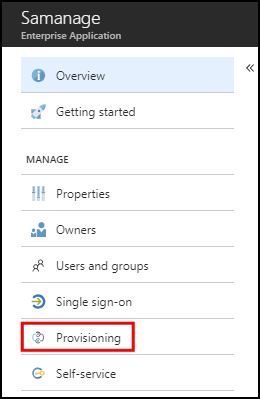 Samanage
Enterprise Application
Overview
Getting started
MANAGE
Properties
Owners
Users and groups
Single sign-on
Provisioning
Self-service